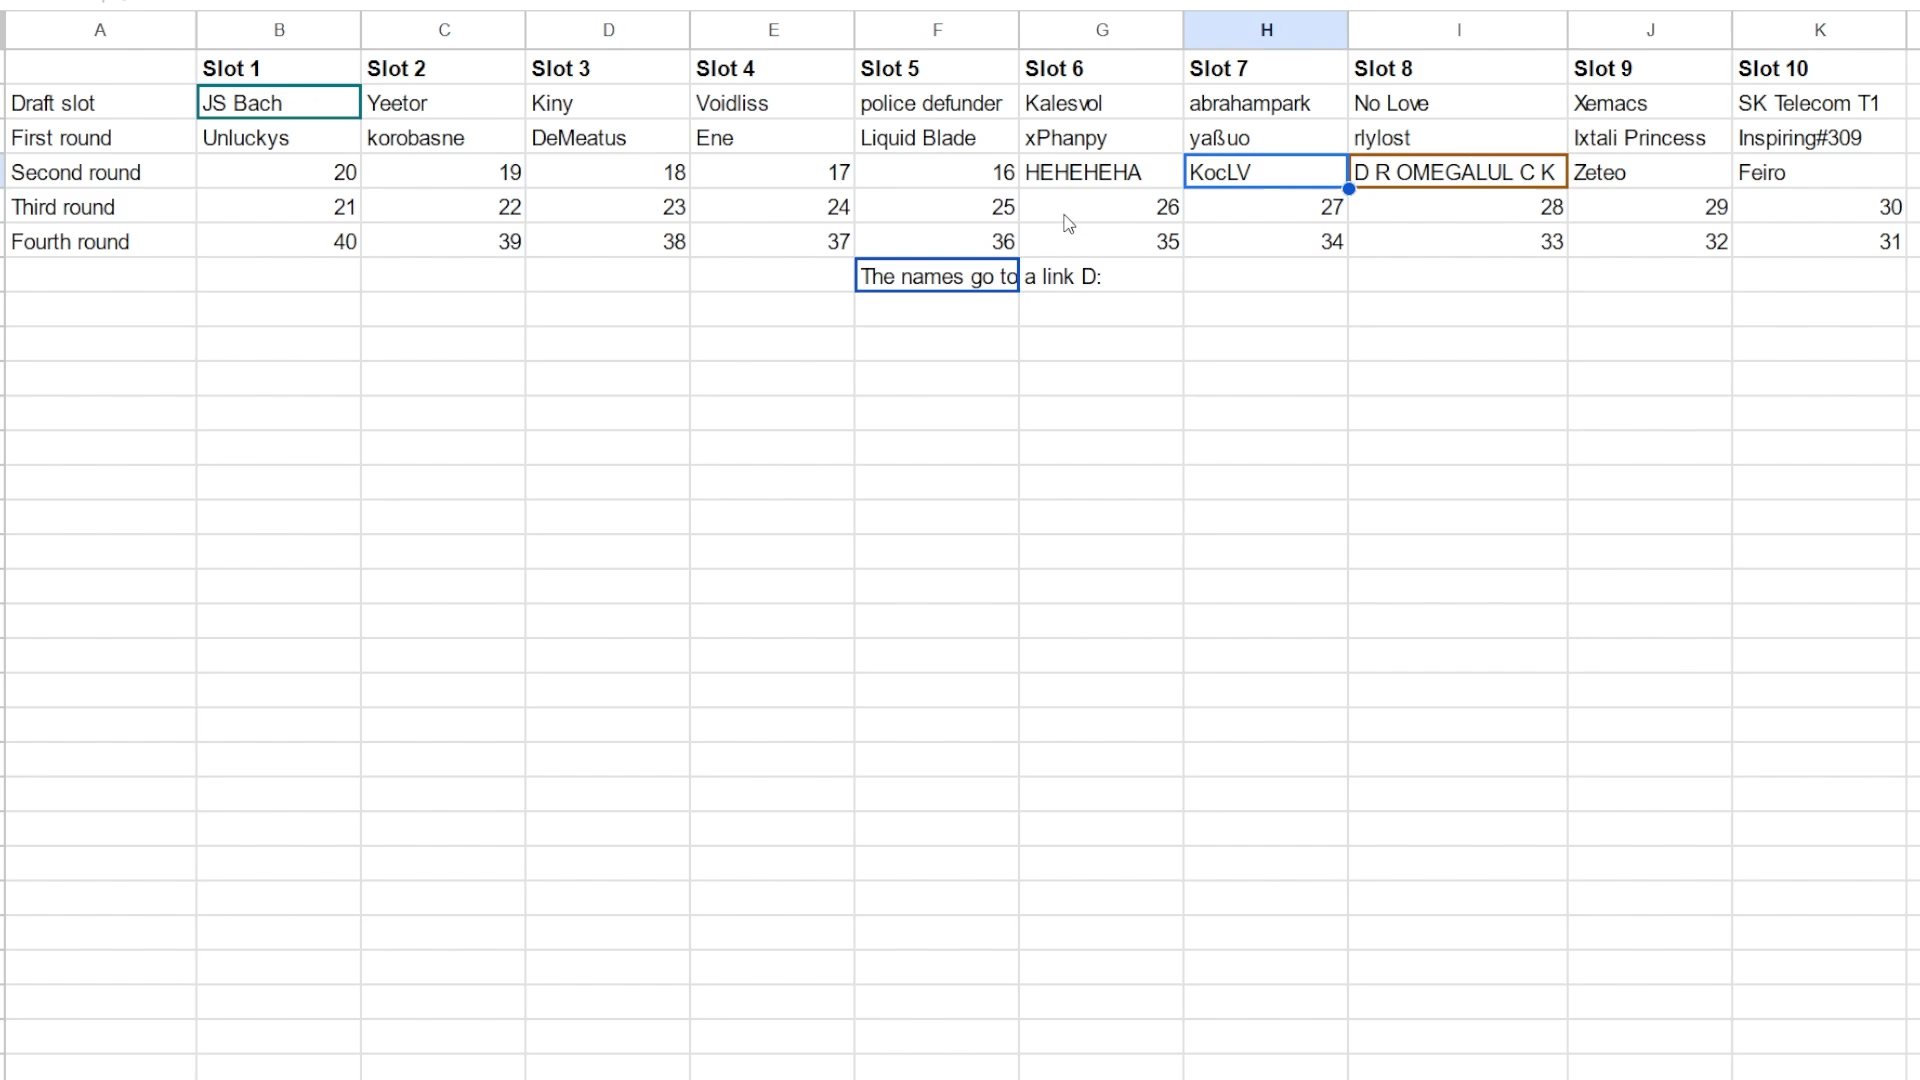 A B C D E F G H I J K
Slot 1 Slot 2 Slot 3 Slot 4 Slot 5 Slot 6 Slot 7 Slot 8 Slot 9 Slot 10
Draft slot JS Bach Yeetor Kiny Voidliss police defunder Kalesvol abrahampark No Love Xemacs SK Telecom T1
First round Unluckys korobasne DeMeatus Ene Liquid Blade xPhanpy yaßuo rlylost Ixtali Princess Inspiring#309
Second round 20 19 18 17 16 HEHEHEHA KocLV D R OMEGALUL C K Zeteo Feiro
Third round 21 22 23 24 25 26 27 28 29 30
Fourth round 40 39 38 37 36 35 34 33 32 31
The names go to a link D: